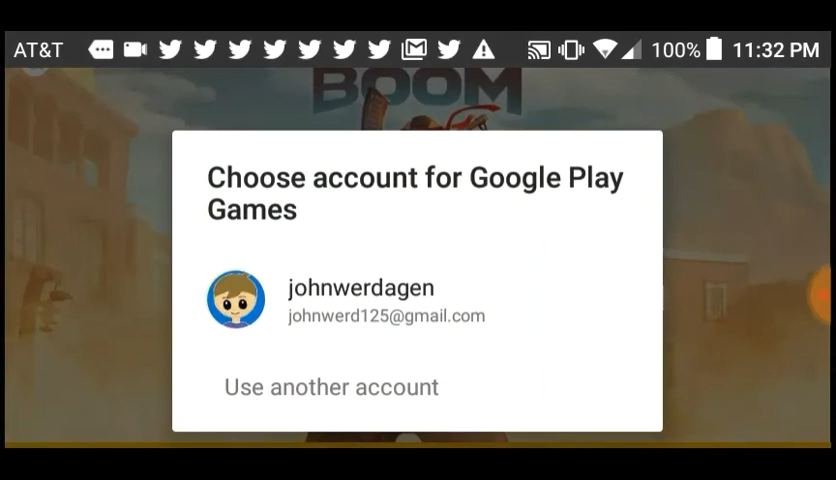 AT&T 100% 11:32 PM
BOOM
Choose account for Google Play
Games
johnwerdagen
johnwerd125@gmail.com
Use another account